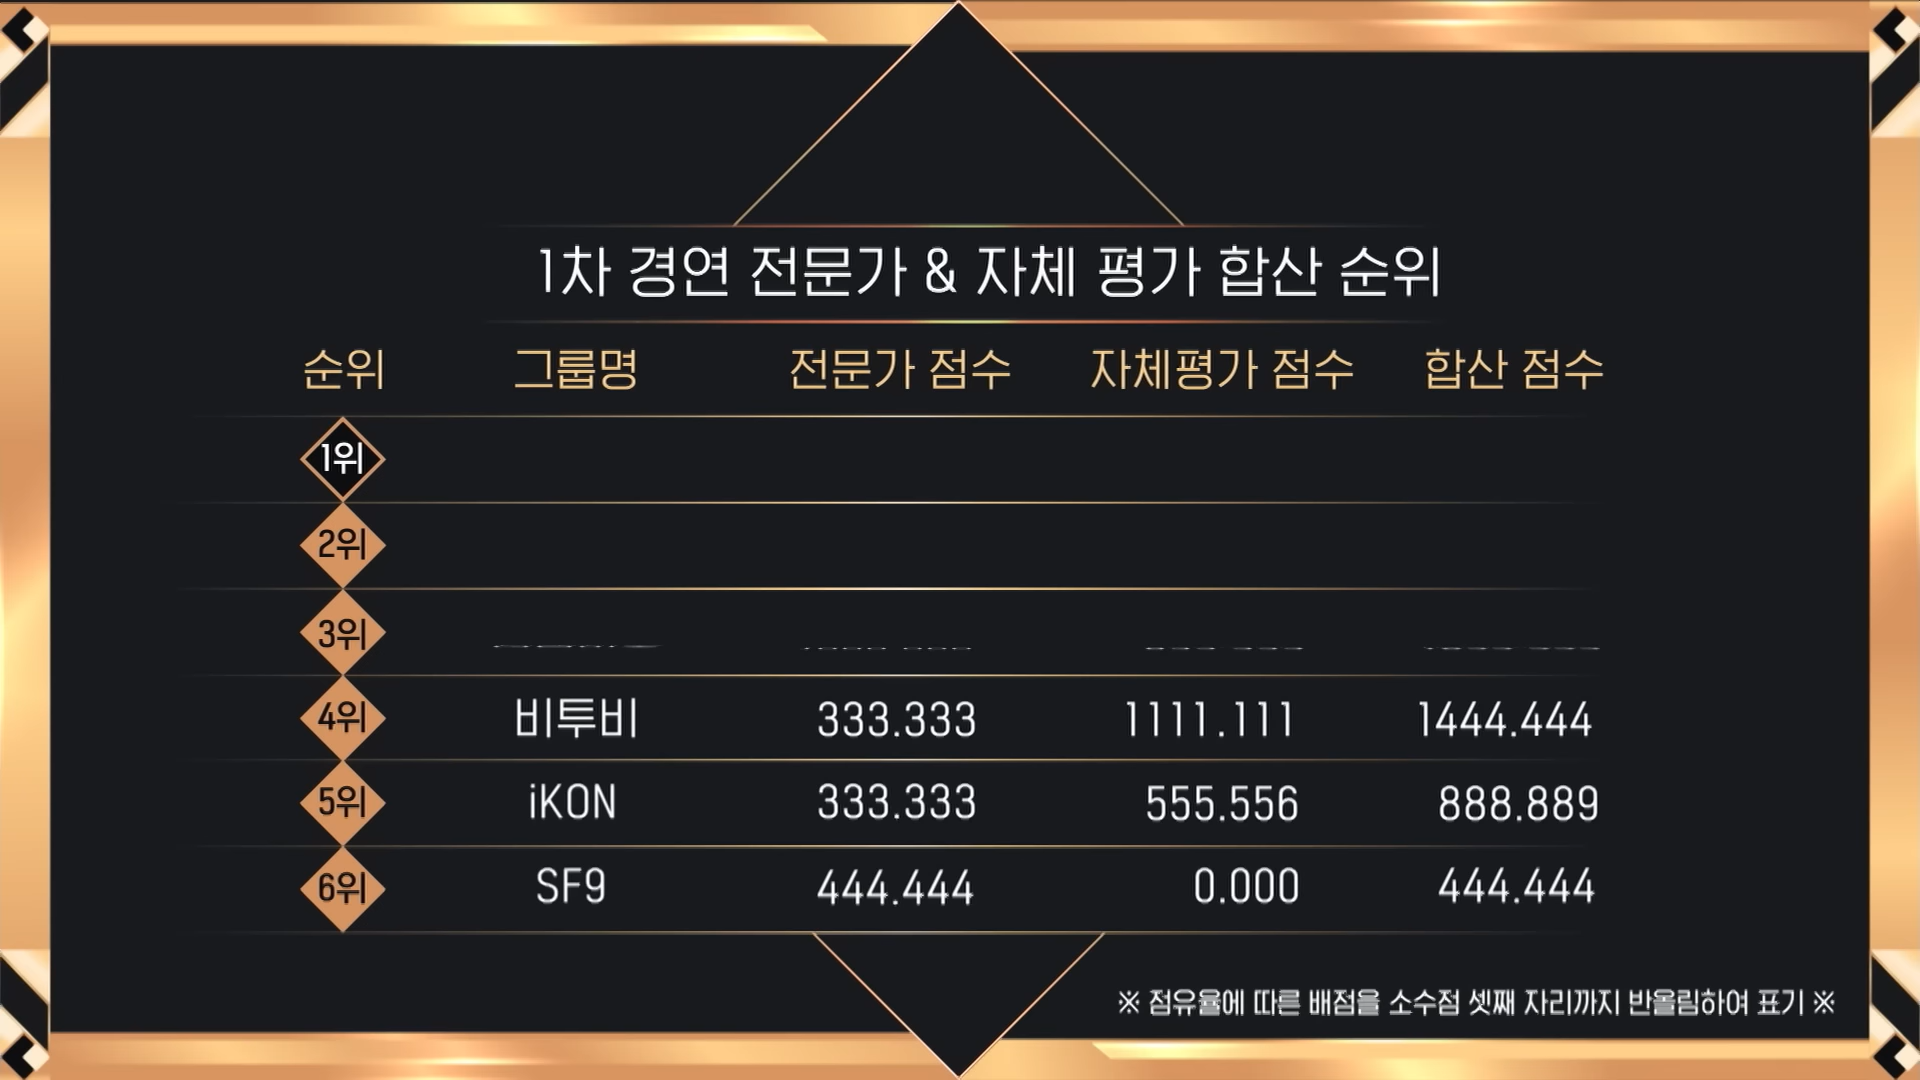 1차 경연 전문가 & 자체 평가 합산 순위
순위 그룹명 전문가 점수 자체평가 점수 합산 점수
1위
2위
3위
4위 비투비 333.333 1111.111 1444.444
5위 iKON 333.333 555.556 888.889
6위 SF9 444.444 0.000 444.444
※ 점유율에 따른 배점을 소수점 셋째 자리까지 반올림하여 표기 ※